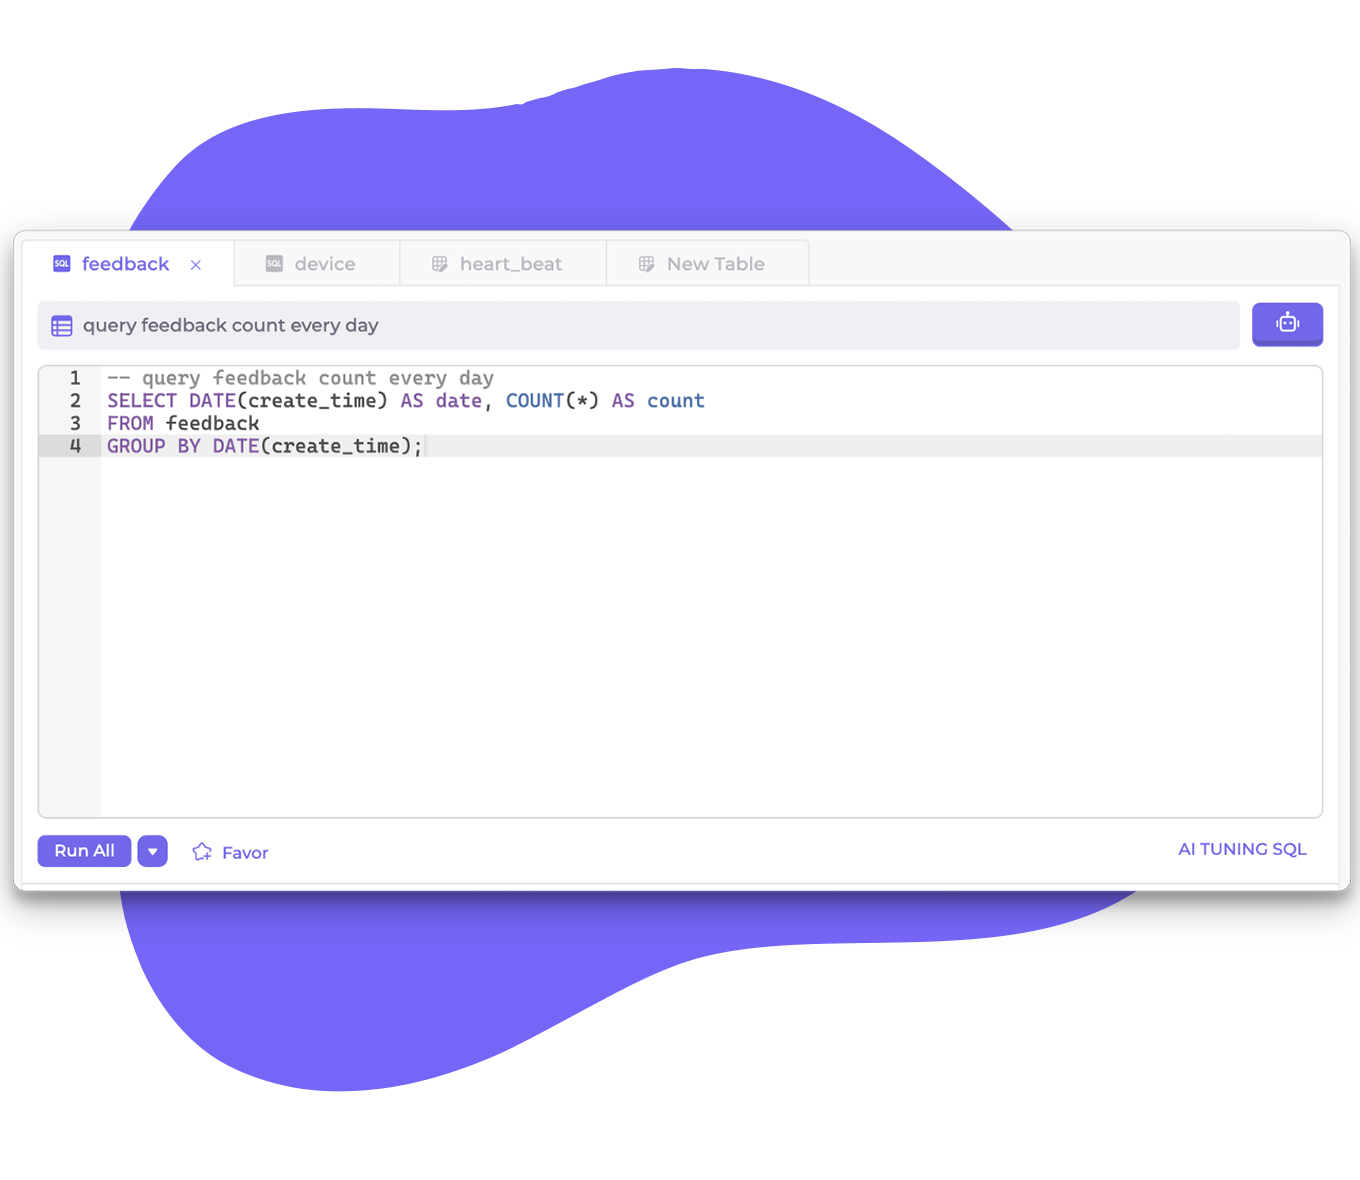 SQL feedback ×
SQL device
heart_beat
New Table
query feedback count every day
1 -- query feedback count every day
2 SELECT DATE(create_time) AS date, COUNT(*) AS count
3 FROM feedback
4 GROUP BY DATE(create_time);
Run All
Favor
AI TUNING SQL